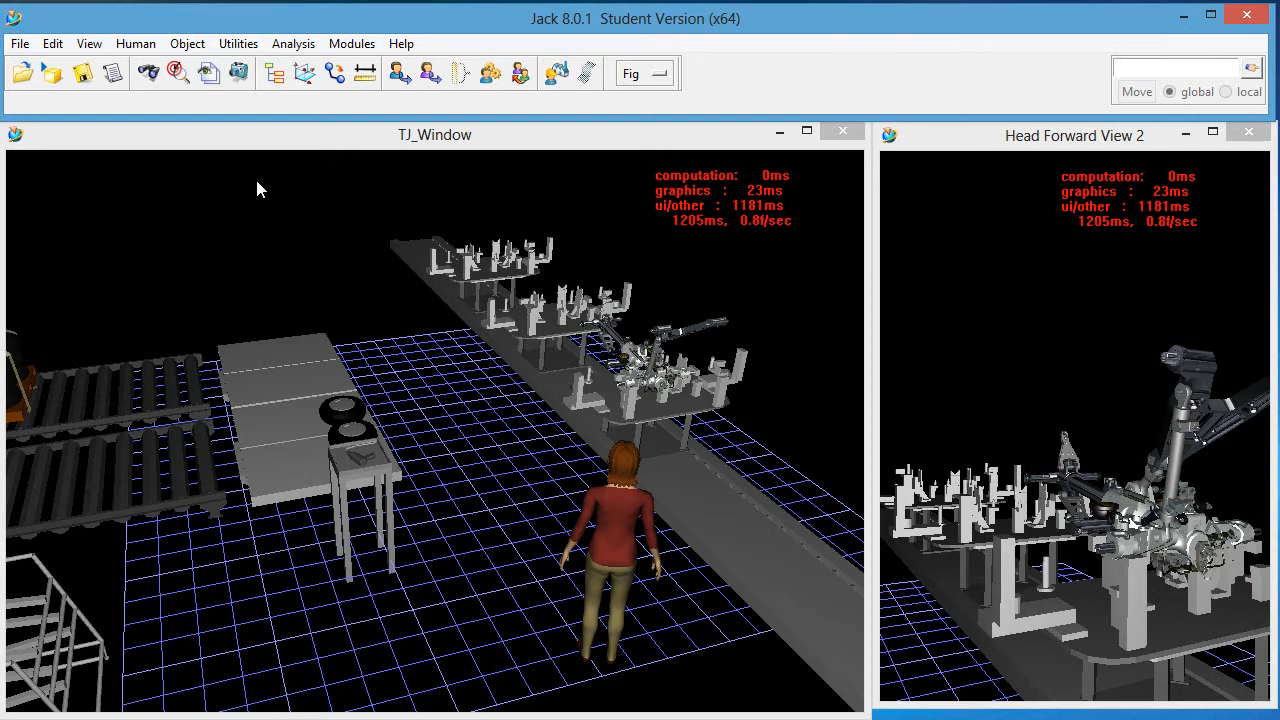 Jack 8.0.1 Student Version (x64)
File Edit View Human Object Utilities Analysis Modules Help
Fig
Move global local
TJ_Window
computation: 0ms
graphics : 23ms
ui/other : 1181ms
1205ms, 0.8f/sec
Head Forward View 2
computation: 0ms
graphics : 23ms
ui/other : 1181ms
1205ms, 0.8f/sec